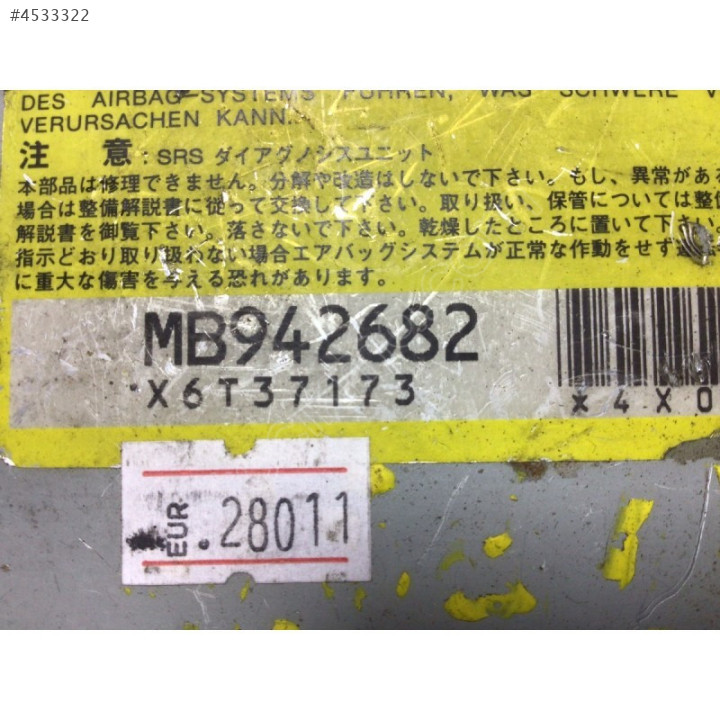 #4533322
DES AIRBAG-SYSTEMS FÜHREN, WAS SCHWERE
VERURSACHEN KANN.
注 意 : SRS ダイアグノシスユニット
本部品は修理できません。分解や改造はしないで下さい。もし、異常がある
場合は整備解説書に従って交換して下さい。取り扱い、保管については整備
解説書を御覧下さい。落さないで下さい。乾燥したところに置いて下さい。
指示どおり取り扱わない場合エアバッグシステムが正常な作動をせず
に重大な傷害を与える恐れがあります。
MB942682
X6T37173
*4X0
EUR .28011